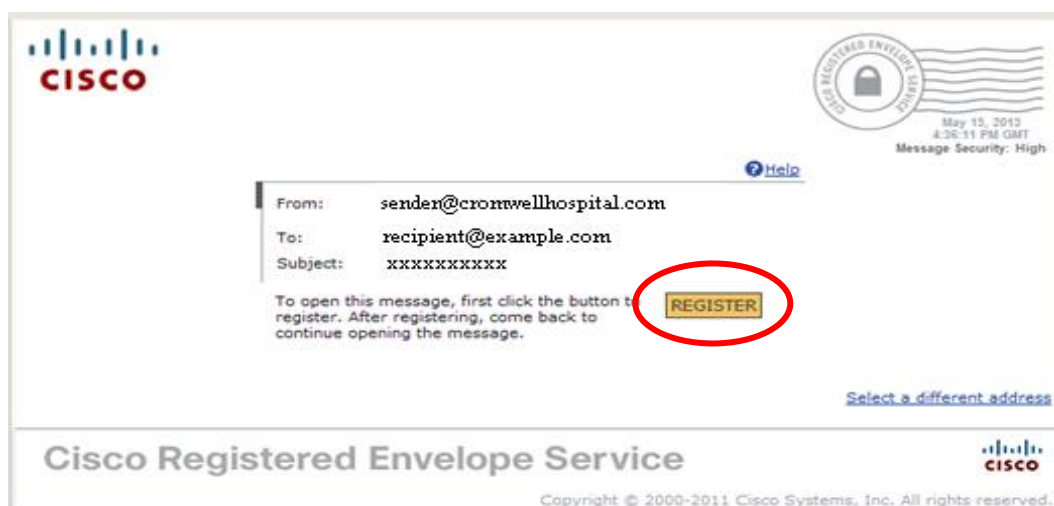 CISCO
CISCO REGISTERED ENVELOPE SERVICE
May 15, 2013
4:36:11 PM GMT
Message Security: High
Help
From: sender@cromwellhospital.com
To: recipient@example.com
Subject: xxxxxxxxxx
To open this message, first click the button
register. After registering, come back to
continue opening the message.
REGISTER
Select a different address
Cisco Registered Envelope Service
CISCO
Copyright © 2000-2011 Cisco Systems, Inc. All rights reserved.